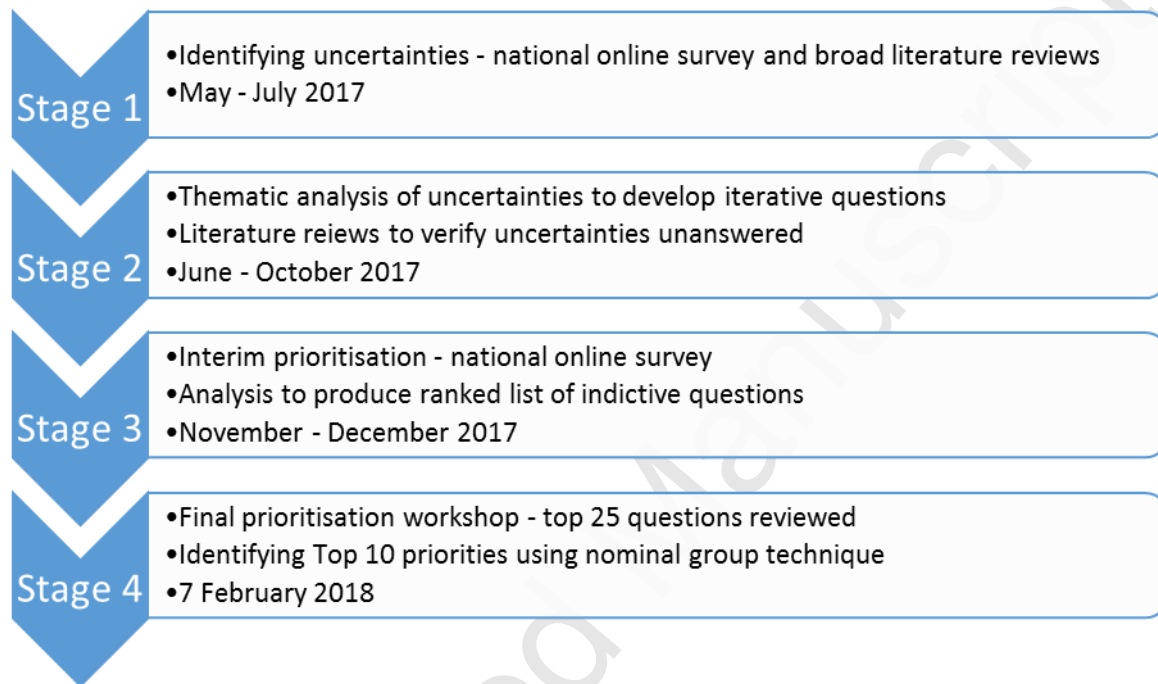 Stage 1
•Identifying uncertainties - national online survey and broad literature reviews
•May - July 2017
Stage 2
•Thematic analysis of uncertainties to develop iterative questions
•Literature reiews to verify uncertainties unanswered
•June - October 2017
Stage 3
•Interim prioritisation - national online survey
•Analysis to produce ranked list of indictive questions
•November - December 2017
Stage 4
•Final prioritisation workshop - top 25 questions reviewed
•Identifying Top 10 priorities using nominal group technique
•7 February 2018